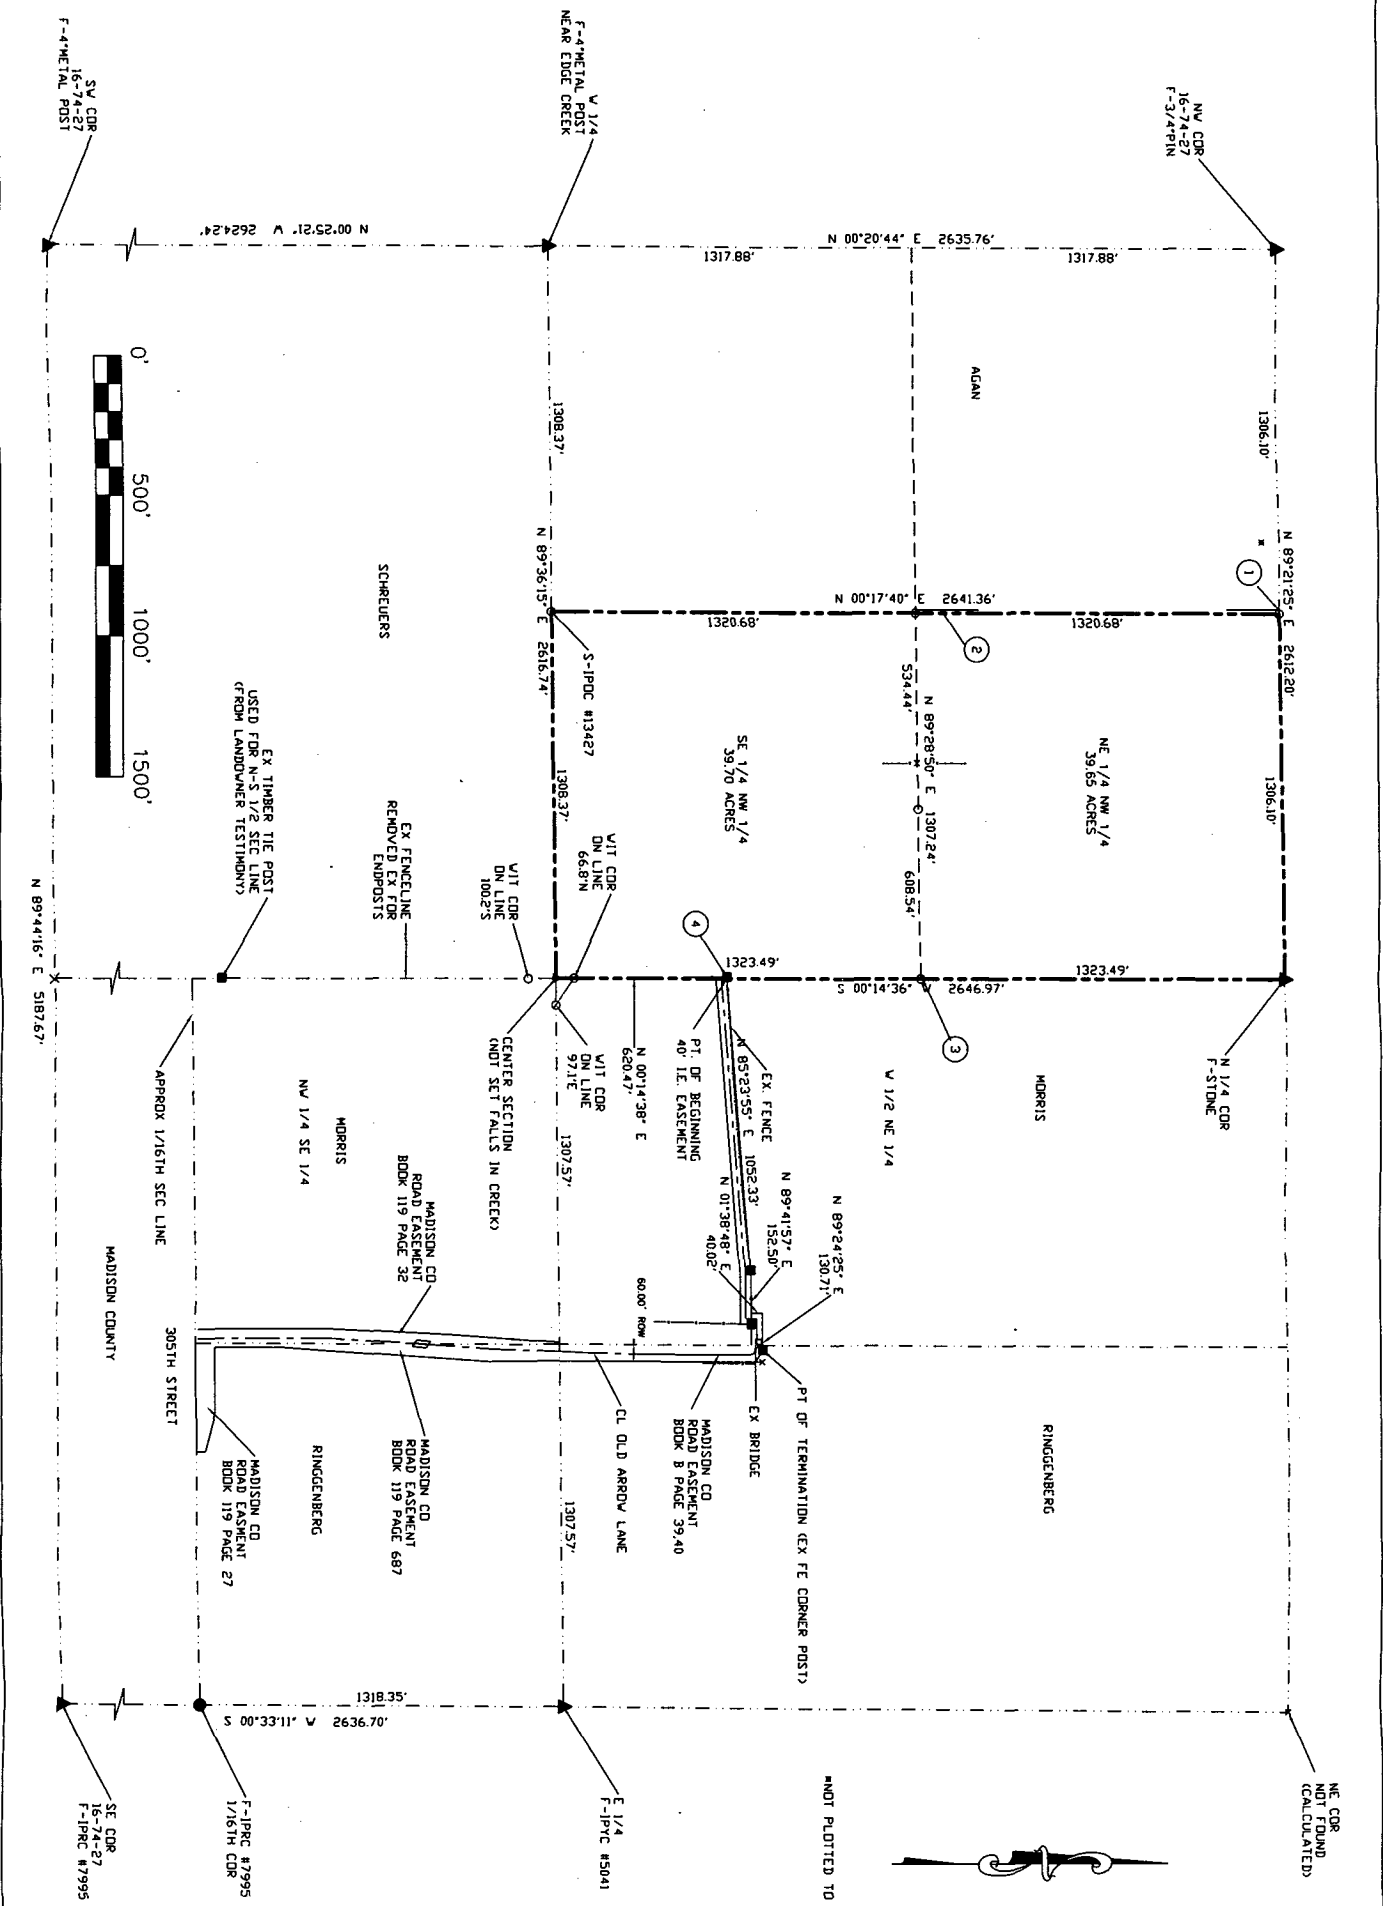 NW COR
16-74-27
F-3/4"PIN
W 1/4
F-4"METAL POST
NEAR EDGE CREEK
SW COR
16-74-27
F-4"METAL POST
N 00°20'44" E 2635.76'
1317.88'
1317.88'
N 00°25'21" W 2624.24'
AGAN
1306.10'
N 89°21'25" E 2612.20'
1306.10'
1
2
N 00°17'40" E 2641.36'
1320.68'
1320.68'
1308.37'
N 89°36'15" E 2616.74'
1308.37'
S-IPOC #13427
534.44'
N 89°28'50" E 1307.24'
608.54'
NE 1/4 NW 1/4
39.65 ACRES
SE 1/4 NW 1/4
39.70 ACRES
0'
500'
1000'
1500'
SCHREUERS
EX TIMBER TIE POST
USED FOR N-S 1/2 SEC LINE
(FROM LANDOWNER TESTIMONY)
EX FENCELINE
REMOVED EX FOR
ENDPOSTS
WIT COR
ON LINE
100.2'S
WIT COR
ON LINE
66.8'N
4
1323.49'
1323.49'
S 00°14'36" W 2646.97'
3
N 1/4 COR
F-STONE
N 89°44'16" E 5187.67'
CENTER SECTION
(NOT SET FALLS IN CREEK)
WIT COR
ON LINE
97.1'E
N 00°14'38" E
620.47'
PT. OF BEGINNING
40' I.E. EASEMENT
EX. FENCE
N 85°23'55" E 1052.33'
N 89°41'57" E
152.50'
N 01°38'48" E
40.02'
N 89°24'25" E
130.71'
W 1/2 NE 1/4
MORRIS
APPROX 1/16TH SEC LINE
NW 1/4 SE 1/4
MORRIS
1307.57'
MADISON CO
ROAD EASEMENT
BOOK 119 PAGE 32
60.00' ROW
MADISON COUNTY
305TH STREET
MADISON CO
ROAD EASMENT
BOOK 119 PAGE 27
RINGGENBERG
MADISON CO
ROAD EASEMENT
BOOK 119 PAGE 687
CL OLD ARROW LANE
MADISON CO
ROAD EASEMENT
BOOK B PAGE 39,40
EX BRIDGE
PT OF TERMINATION (EX FE CORNER POST)
RINGGENBERG
1307.57'
1318.35'
S 00°33'11" W 2636.70'
SE COR
16-74-27
F-IPRC #7995
F-IPRC #7995
1/16TH COR
E 1/4
F-IPYC #5041
*NOT PLOTTED TO
NE COR
NOT FOUND
(CALCULATED)